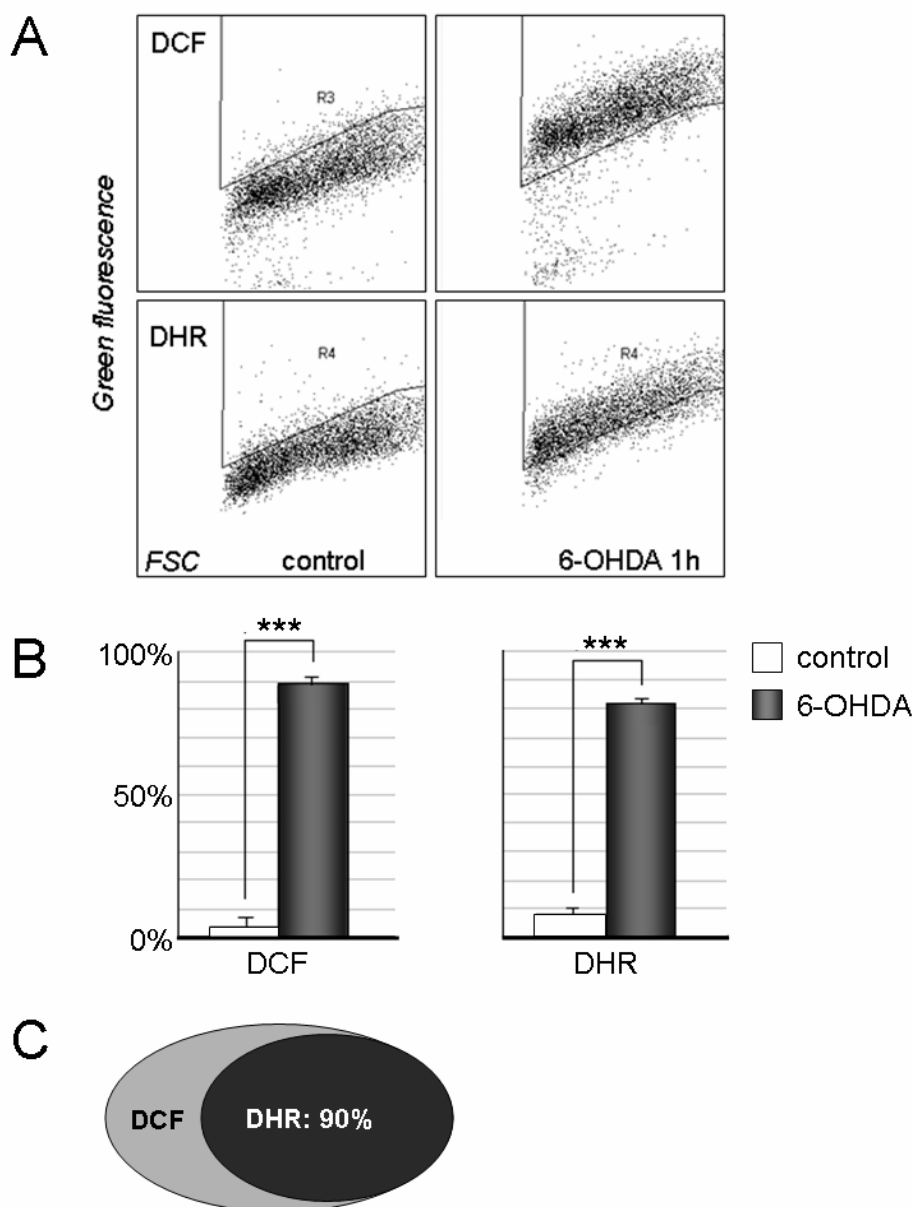 A
DCF
R3
Green fluorescence
DHR
R4
R4
FSC
control
6-OHDA 1h
B
100%
50%
0%
***
***
DCF
DHR
control
6-OHDA
C
DCF
DHR: 90%